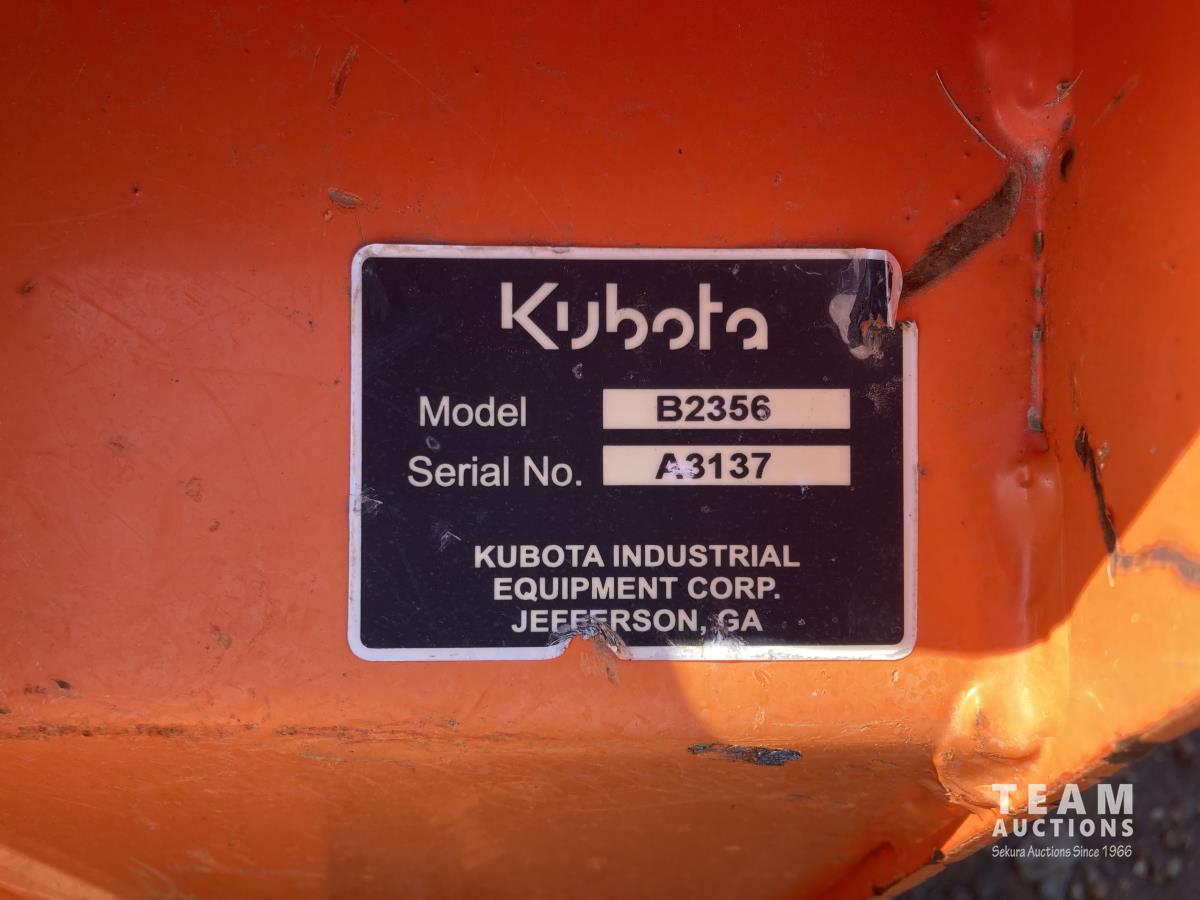 Kubota
Model B2356
Serial No. A3137
KUBOTA INDUSTRIAL
EQUIPMENT CORP.
JEFFERSON, GA
TEAM
AUCTIONS
Sekura Auctions Since 1966